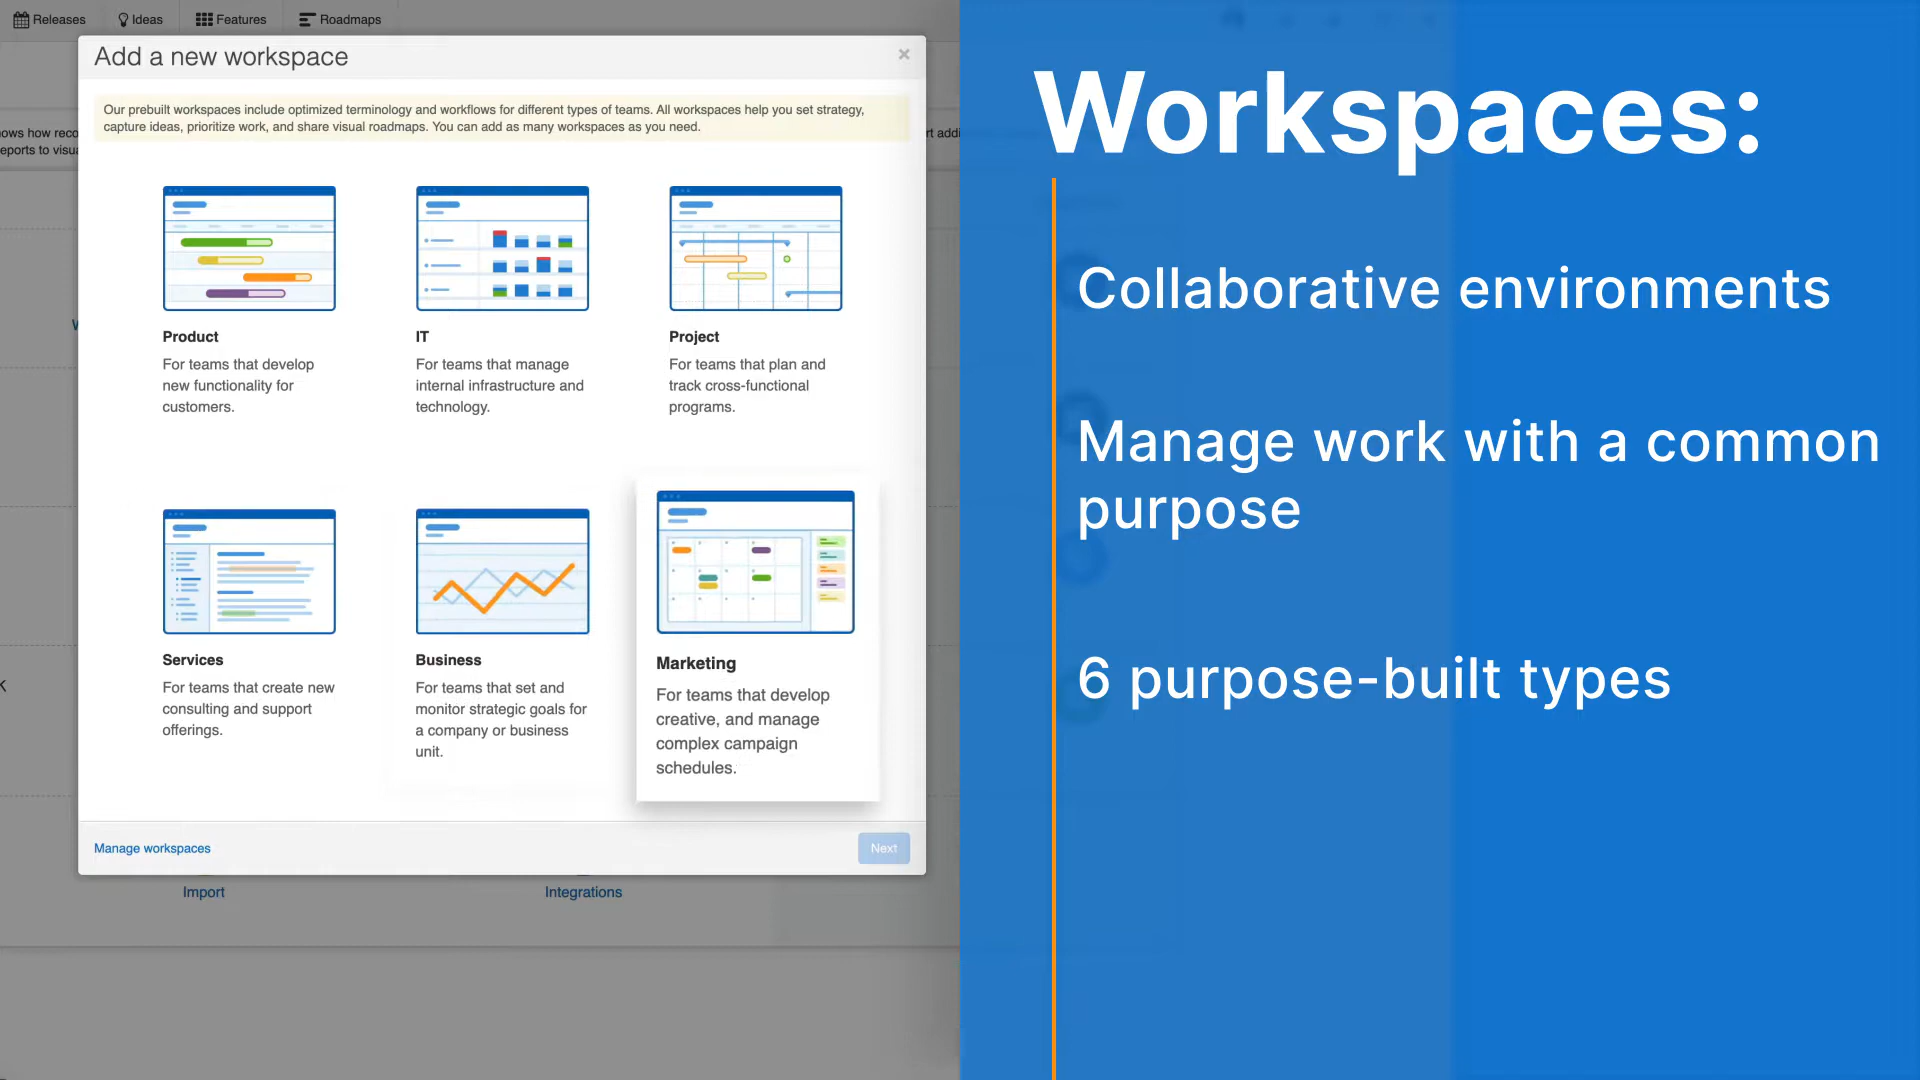 Releases
Ideas
Features
Roadmaps
Add a new workspace
Our prebuilt workspaces include optimized terminology and workflows for different types of teams. All workspaces help you set strategy,
capture ideas, prioritize work, and share visual roadmaps. You can add as many workspaces as you need.
Product
For teams that develop
new functionality for
customers.
IT
For teams that manage
internal infrastructure and
technology.
Project
For teams that plan and
track cross-functional
programs.
Services
For teams that create new
consulting and support
offerings.
Business
For teams that set and
monitor strategic goals for
a company or business
unit.
Marketing
For teams that develop
creative, and manage
complex campaign
schedules.
Manage workspaces
Next
Import
Integrations
Workspaces:
Collaborative environments
Manage work with a common
purpose
6 purpose-built types